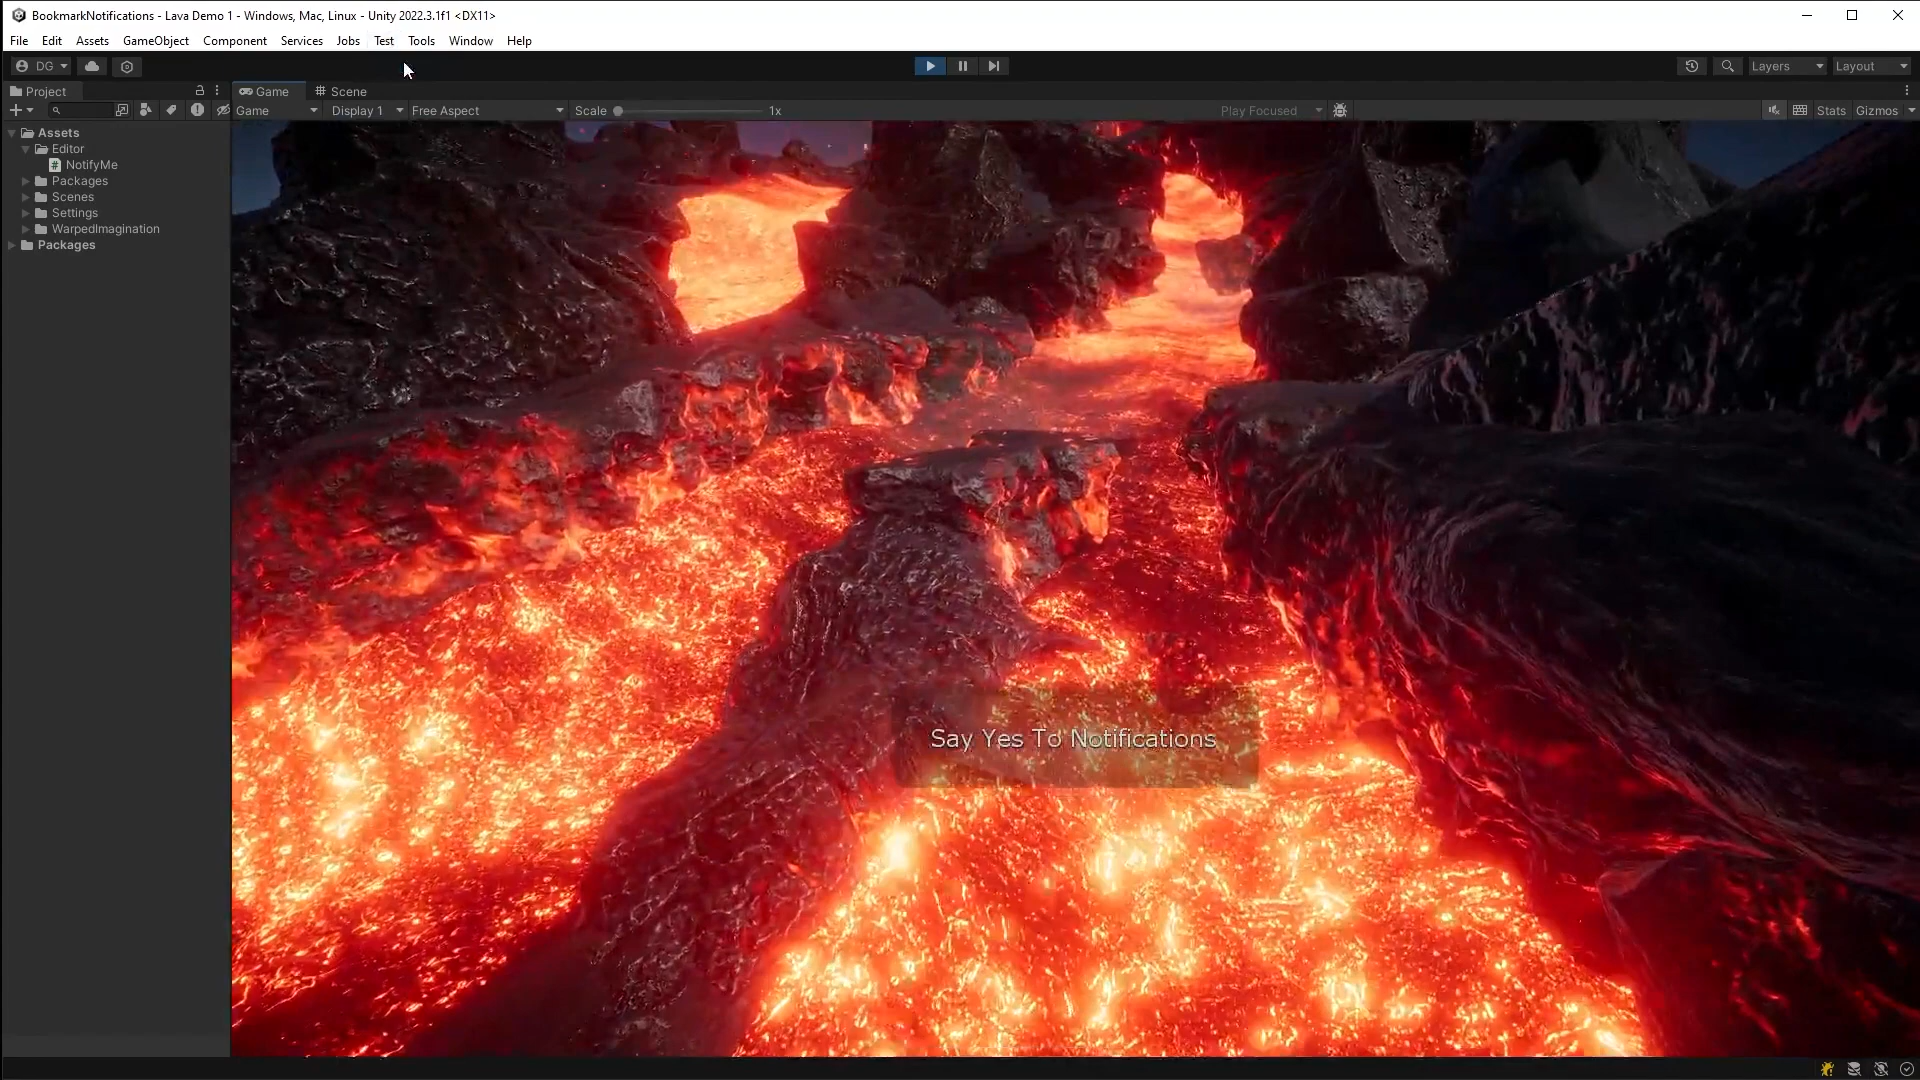 BookmarkNotifications - Lava Demo 1 - Windows, Mac, Linux - Unity 2022.3.1f1 <DX11>
File Edit Assets GameObject Component Services Jobs Test Tools Window Help
DG Layers Layout
Project Game Scene
Game Display 1 Free Aspect Scale 1x Play Focused Stats Gizmos
Assets
Editor
NotifyMe
Packages
Scenes
Settings
WarpedImagination
Packages
Say Yes To Notifications